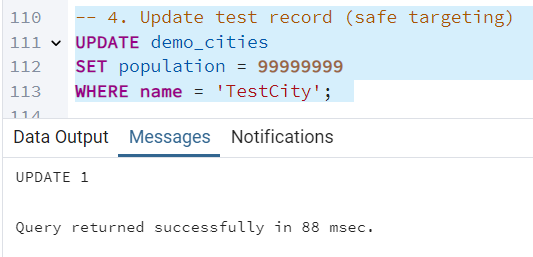 110 -- 4. Update test record (safe targeting)
111 UPDATE demo_cities
112 SET population = 99999999
113 WHERE name = 'TestCity';
114
Data Output Messages Notifications
UPDATE 1
Query returned successfully in 88 msec.